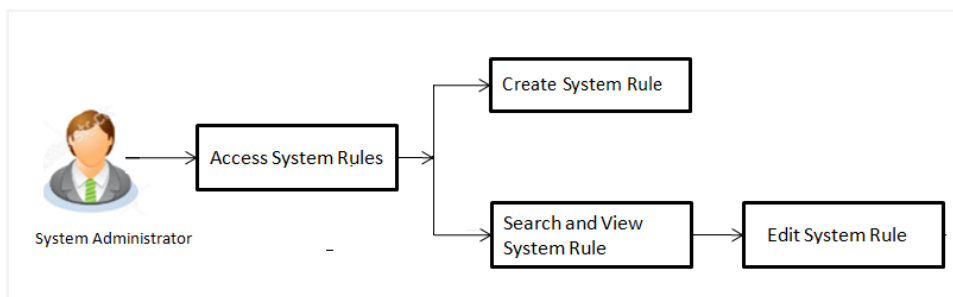 Create System Rule
Access System Rules
System Administrator
Search and View
System Rule
Edit System Rule